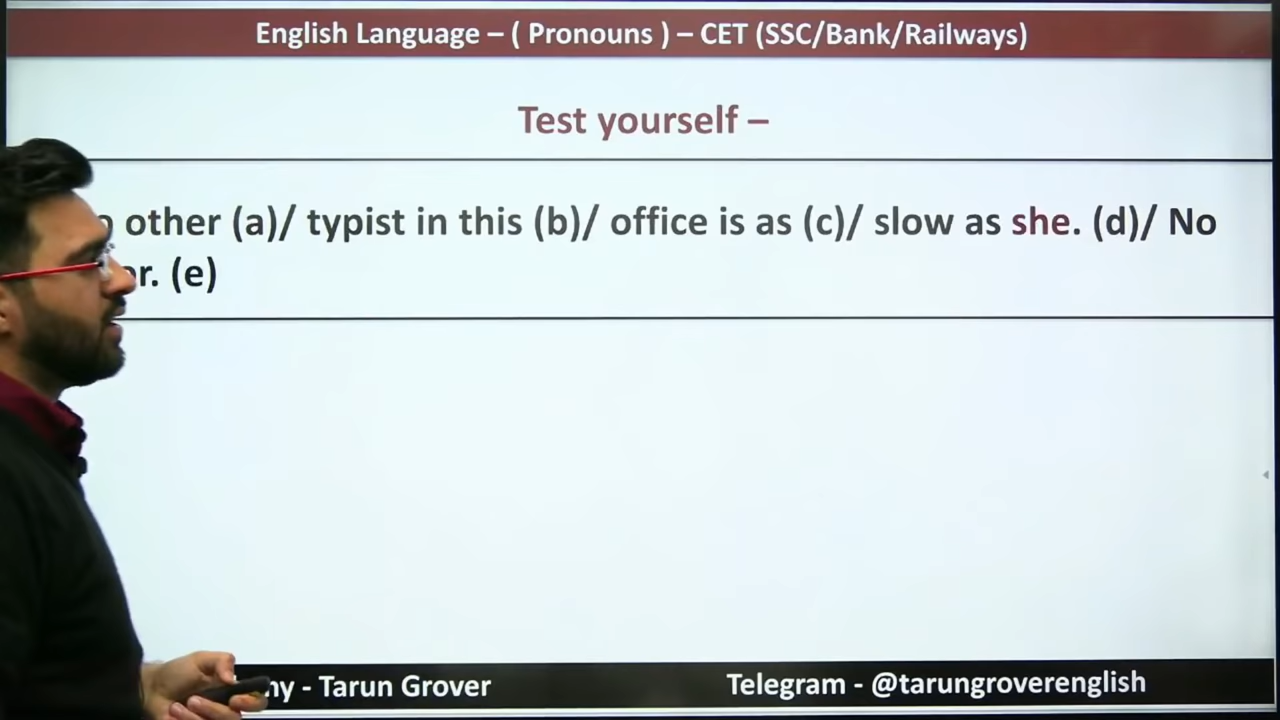 English Language – ( Pronouns ) – CET (SSC/Bank/Railways)
Test yourself –
other (a)/ typist in this (b)/ office is as (c)/ slow as she. (d)/ No
(e)
- Tarun Grover
Telegram - @tarungroverenglish